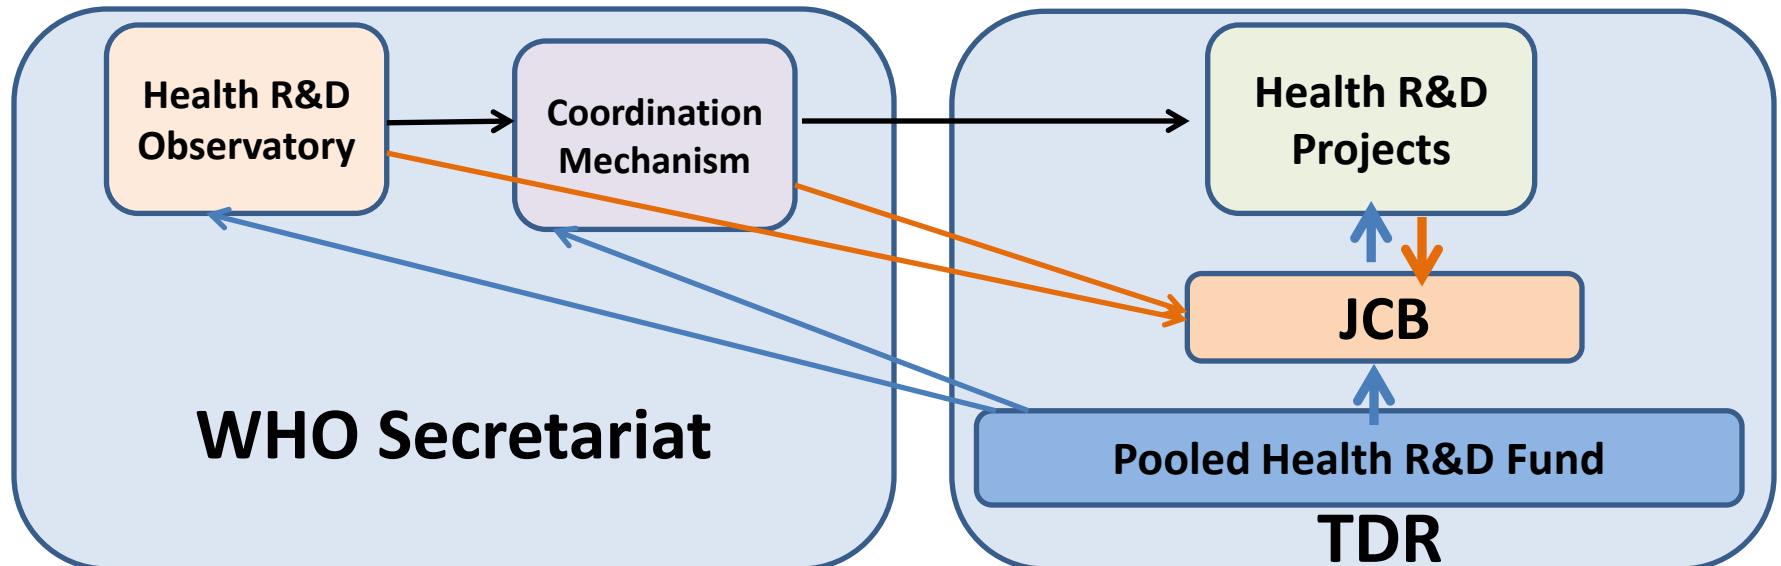 Health R&D
Observatory
Coordination
Mechanism
WHO Secretariat
Health R&D
Projects
JCB
Pooled Health R&D Fund
TDR